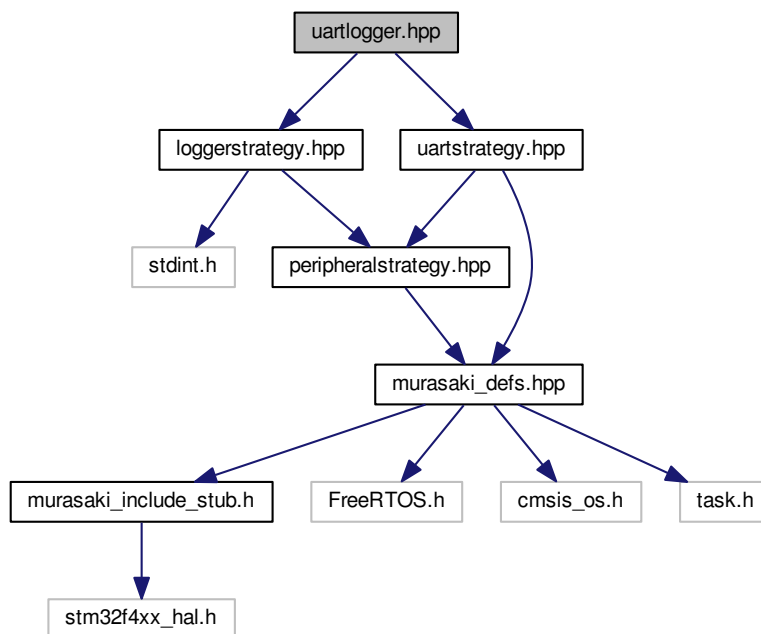 uartlogger.hpp
loggerstrategy.hpp
uartstrategy.hpp
stdint.h
peripheralstrategy.hpp
murasaki_defs.hpp
murasaki_include_stub.h
FreeRTOS.h
cmsis_os.h
task.h
stm32f4xx_hal.h